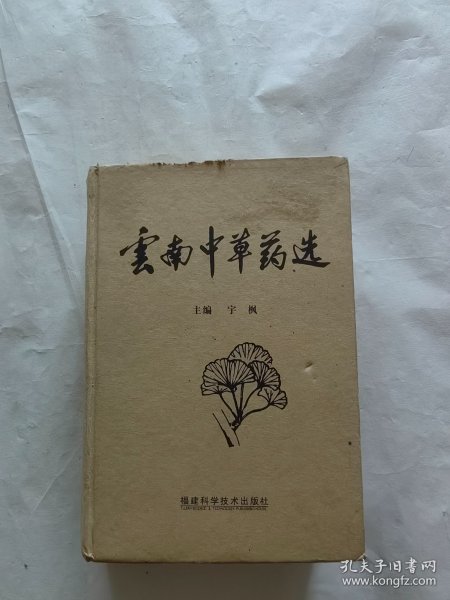 雲南中草药选
主编 宇 枫
福建科学技术出版社
孔夫子旧书网
www.kongfz.com